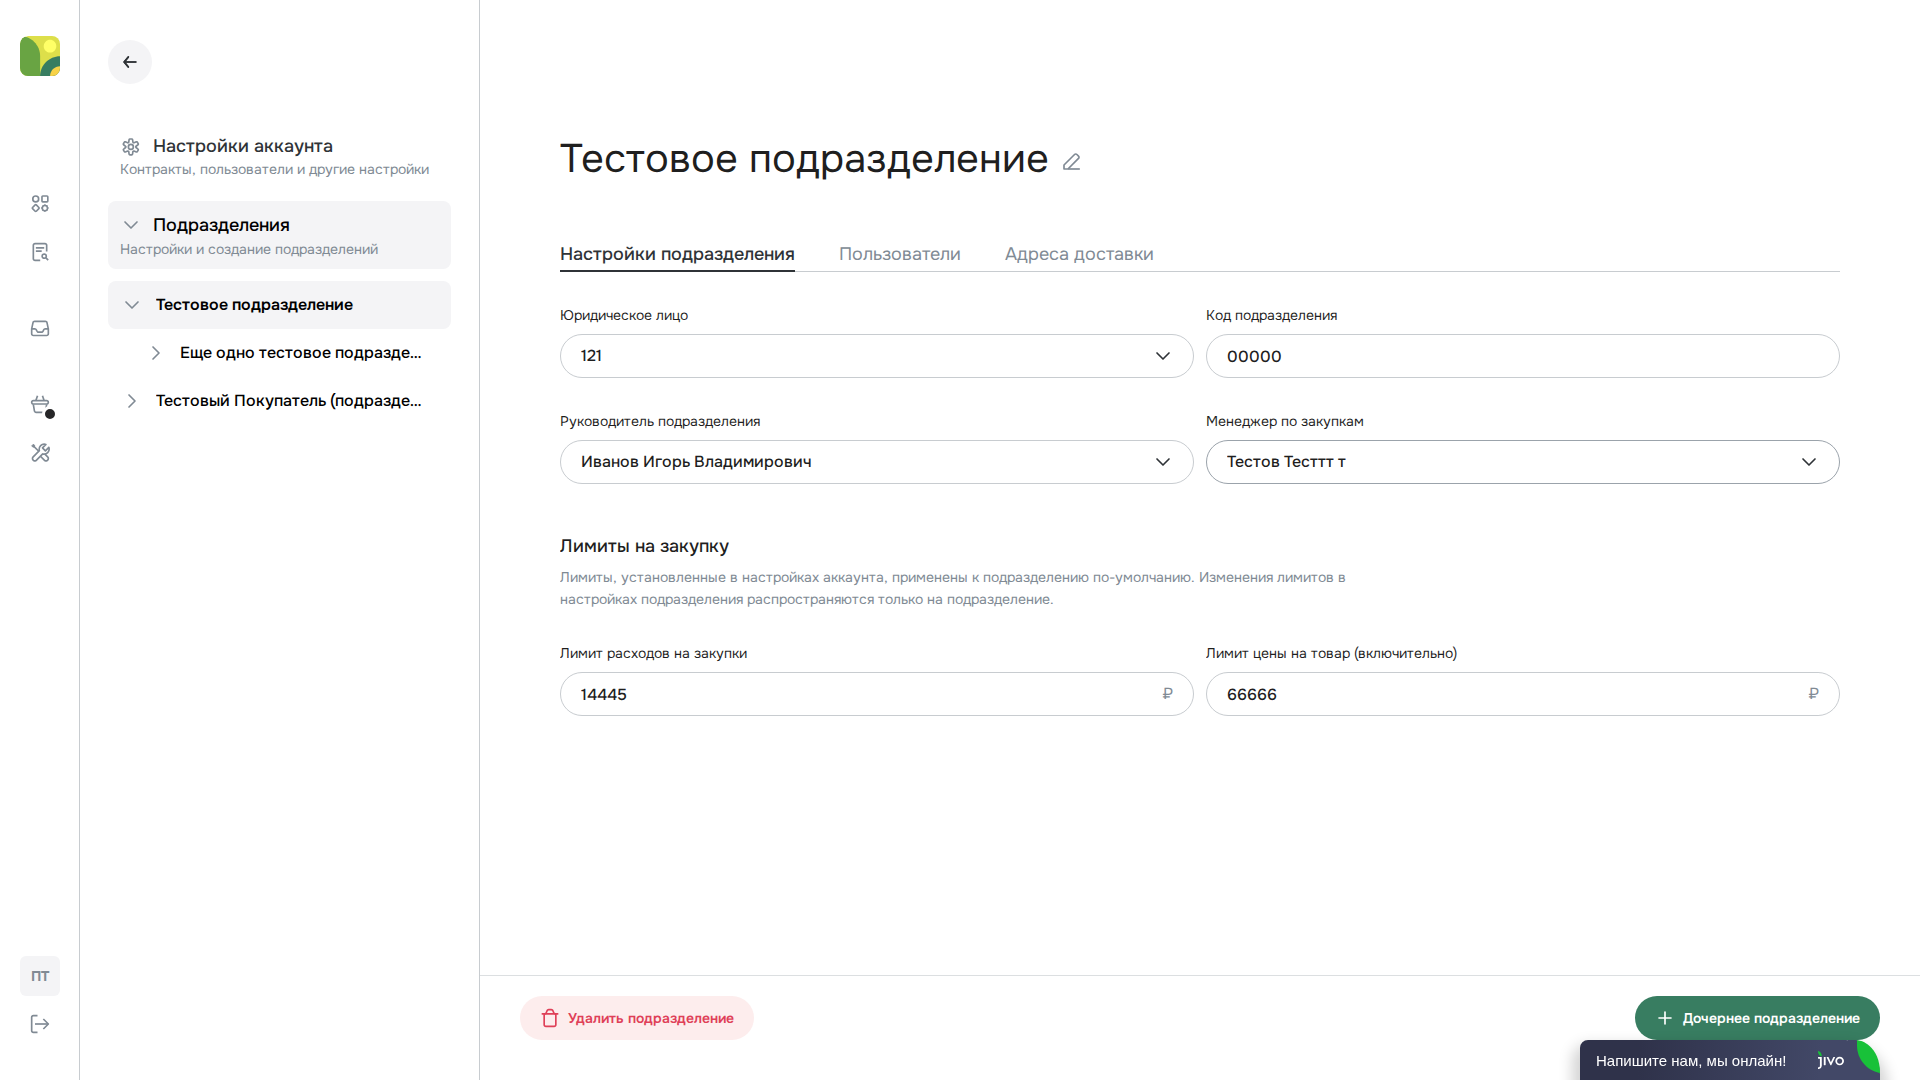 Настройки аккаунта
Контракты, пользователи и другие настройки
Подразделения
Настройки и создание подразделений
Тестовое подразделение
Еще одно тестовое подразде...
Тестовый Покупатель (подразде...
ПТ
Тестовое подразделение
Настройки подразделения
Пользователи
Адреса доставки
Юридическое лицо
Код подразделения
121
00000
Руководитель подразделения
Менеджер по закупкам
Иванов Игорь Владимирович
Тестов Тесттт т
Лимиты на закупку
Лимиты, установленные в настройках аккаунта, применены к подразделению по-умолчанию. Изменения лимитов в
настройках подразделения распространяются только на подразделение.
Лимит расходов на закупки
Лимит цены на товар (включительно)
14445 ₽
66666 ₽
Удалить подразделение
Дочернее подразделение
Напишите нам, мы онлайн!
jivo